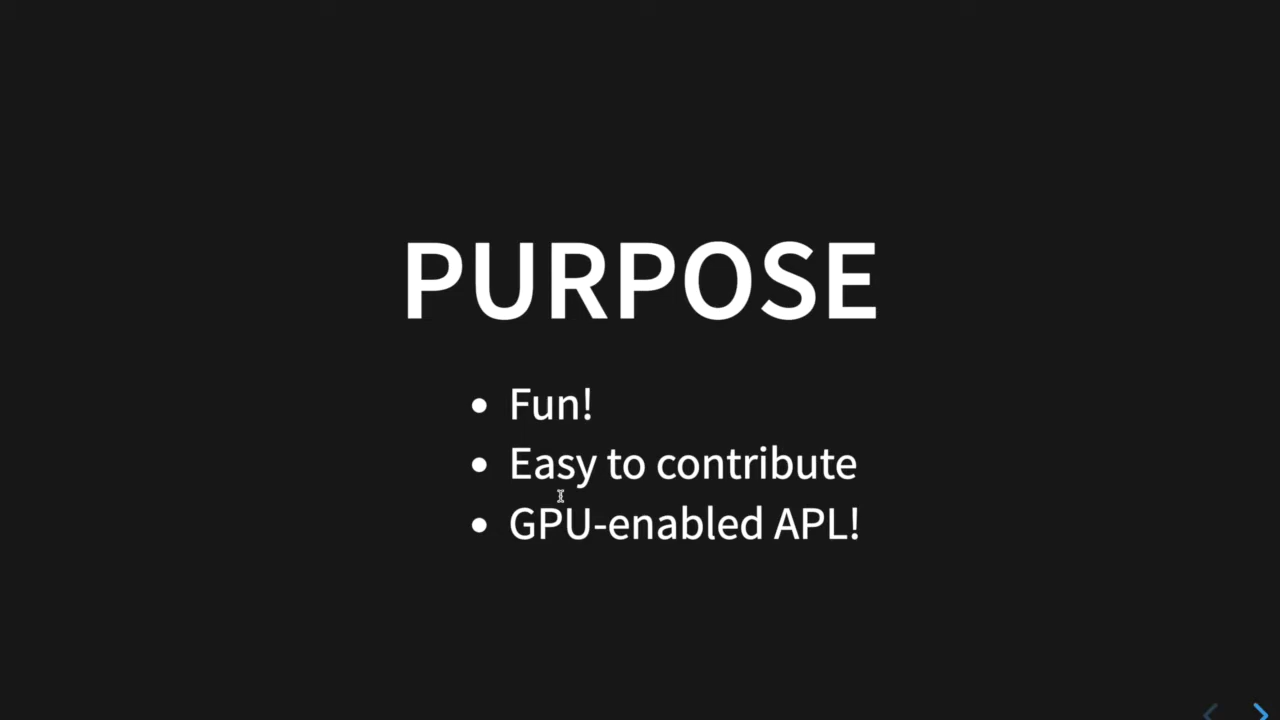 PURPOSE
• Fun!
• Easy to contribute
• GPU-enabled APL!